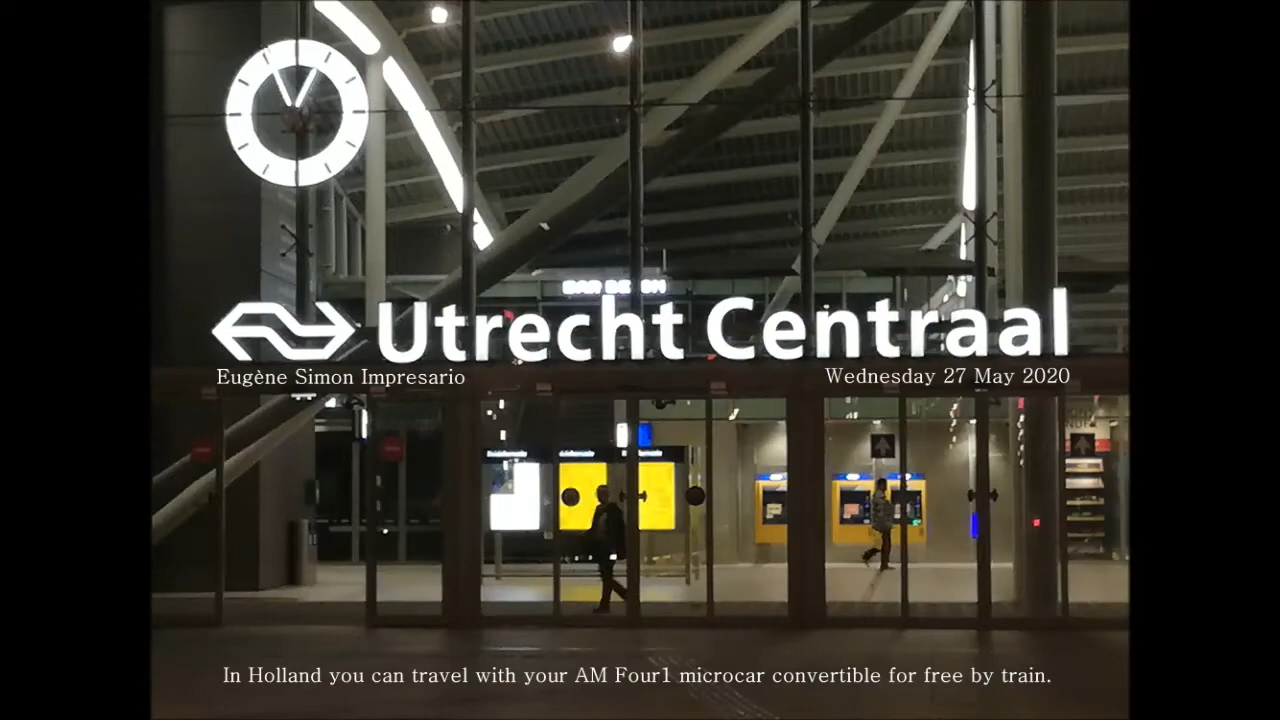 Utrecht Centraal
Eugène Simon Impresario
Wednesday 27 May 2020
In Holland you can travel with your AM Four1 microcar convertible for free by train.